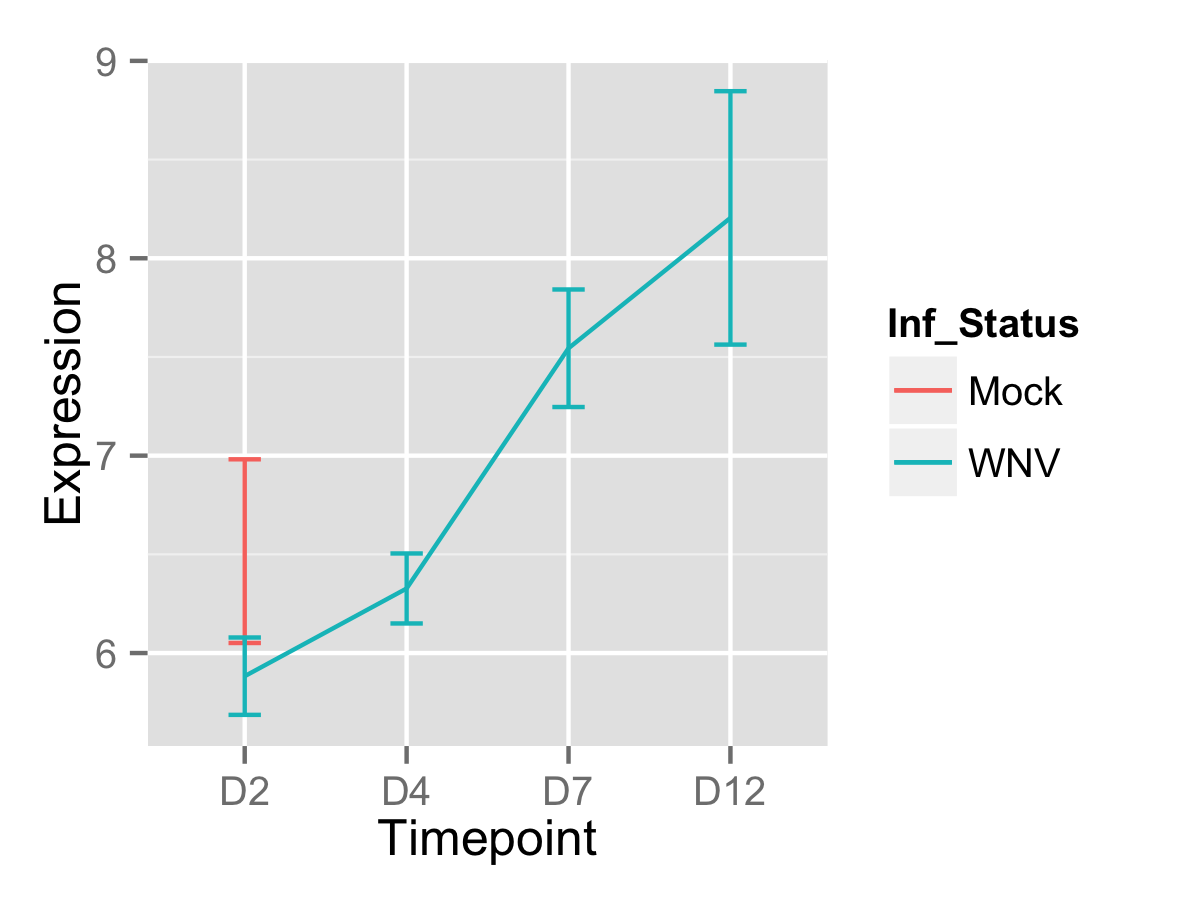 9
8
7
6
Expression
D2 D4 D7 D12
Timepoint
Inf_Status
Mock
WNV